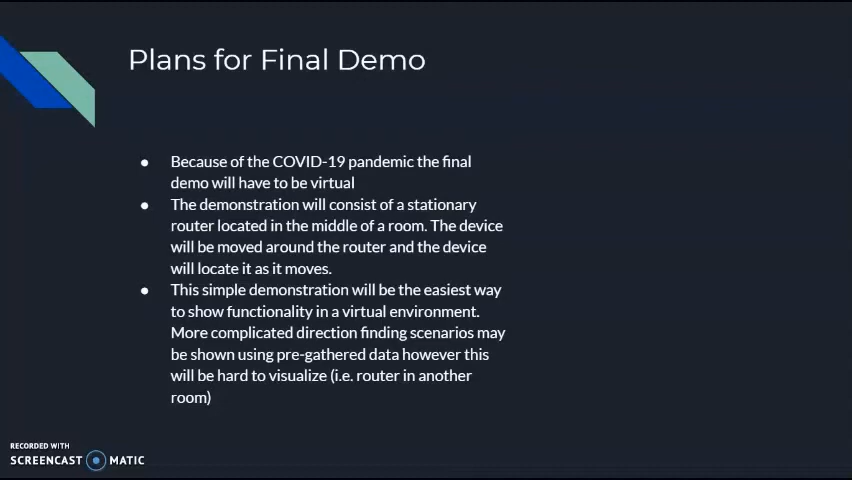 Plans for Final Demo
● Because of the COVID-19 pandemic the final
demo will have to be virtual
● The demonstration will consist of a stationary
router located in the middle of a room. The device
will be moved around the router and the device
will locate it as it moves.
● This simple demonstration will be the easiest way
to show functionality in a virtual environment.
More complicated direction finding scenarios may
be shown using pre-gathered data however this
will be hard to visualize (i.e. router in another
room)
RECORDED WITH
SCREENCAST MATIC